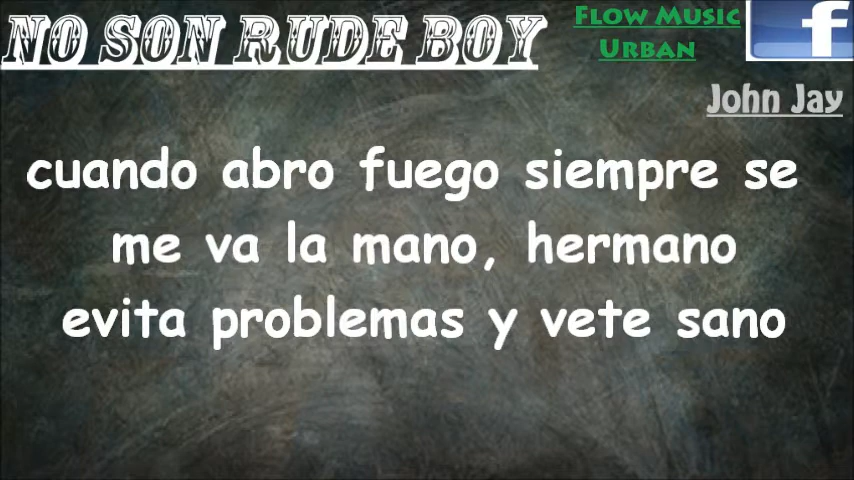 NO SON RUDE BOY
FLOW MUSIC
URBAN
f
John Jay
cuando abro fuego siempre se
me va la mano, hermano
evita problemas y vete sano